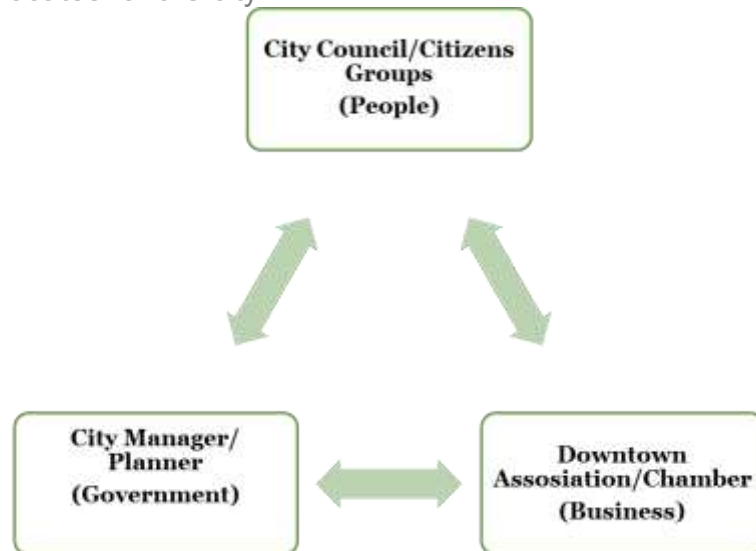 City Council/Citizens
Groups
(People)
City Manager/
Planner
(Government)
Downtown
Assosiation/Chamber
(Business)